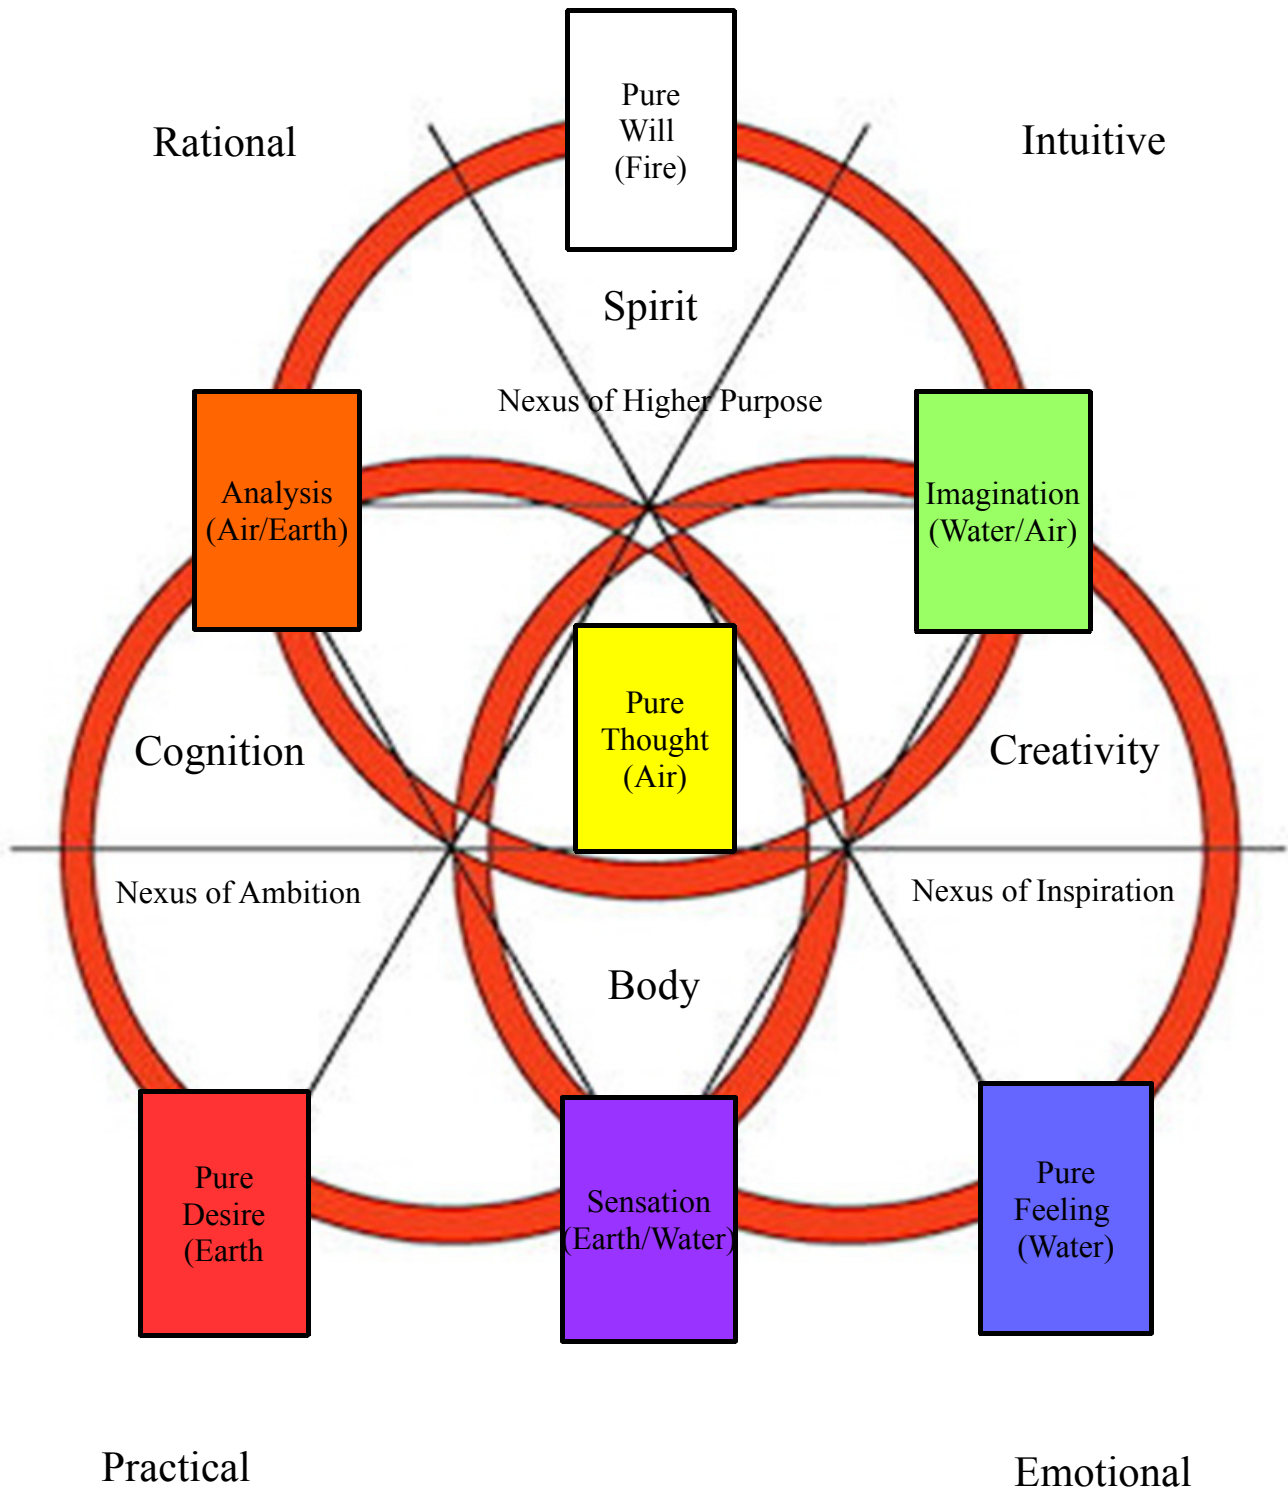 Pure
Will
(Fire)
Rational
Intuitive
Spirit
Nexus of Higher Purpose
Analysis
(Air/Earth)
Imagination
(Water/Air)
Pure
Thought
(Air)
Cognition
Creativity
Nexus of Ambition
Nexus of Inspiration
Body
Pure
Desire
(Earth
Sensation
(Earth/Water)
Pure
Feeling
(Water)
Practical
Emotional